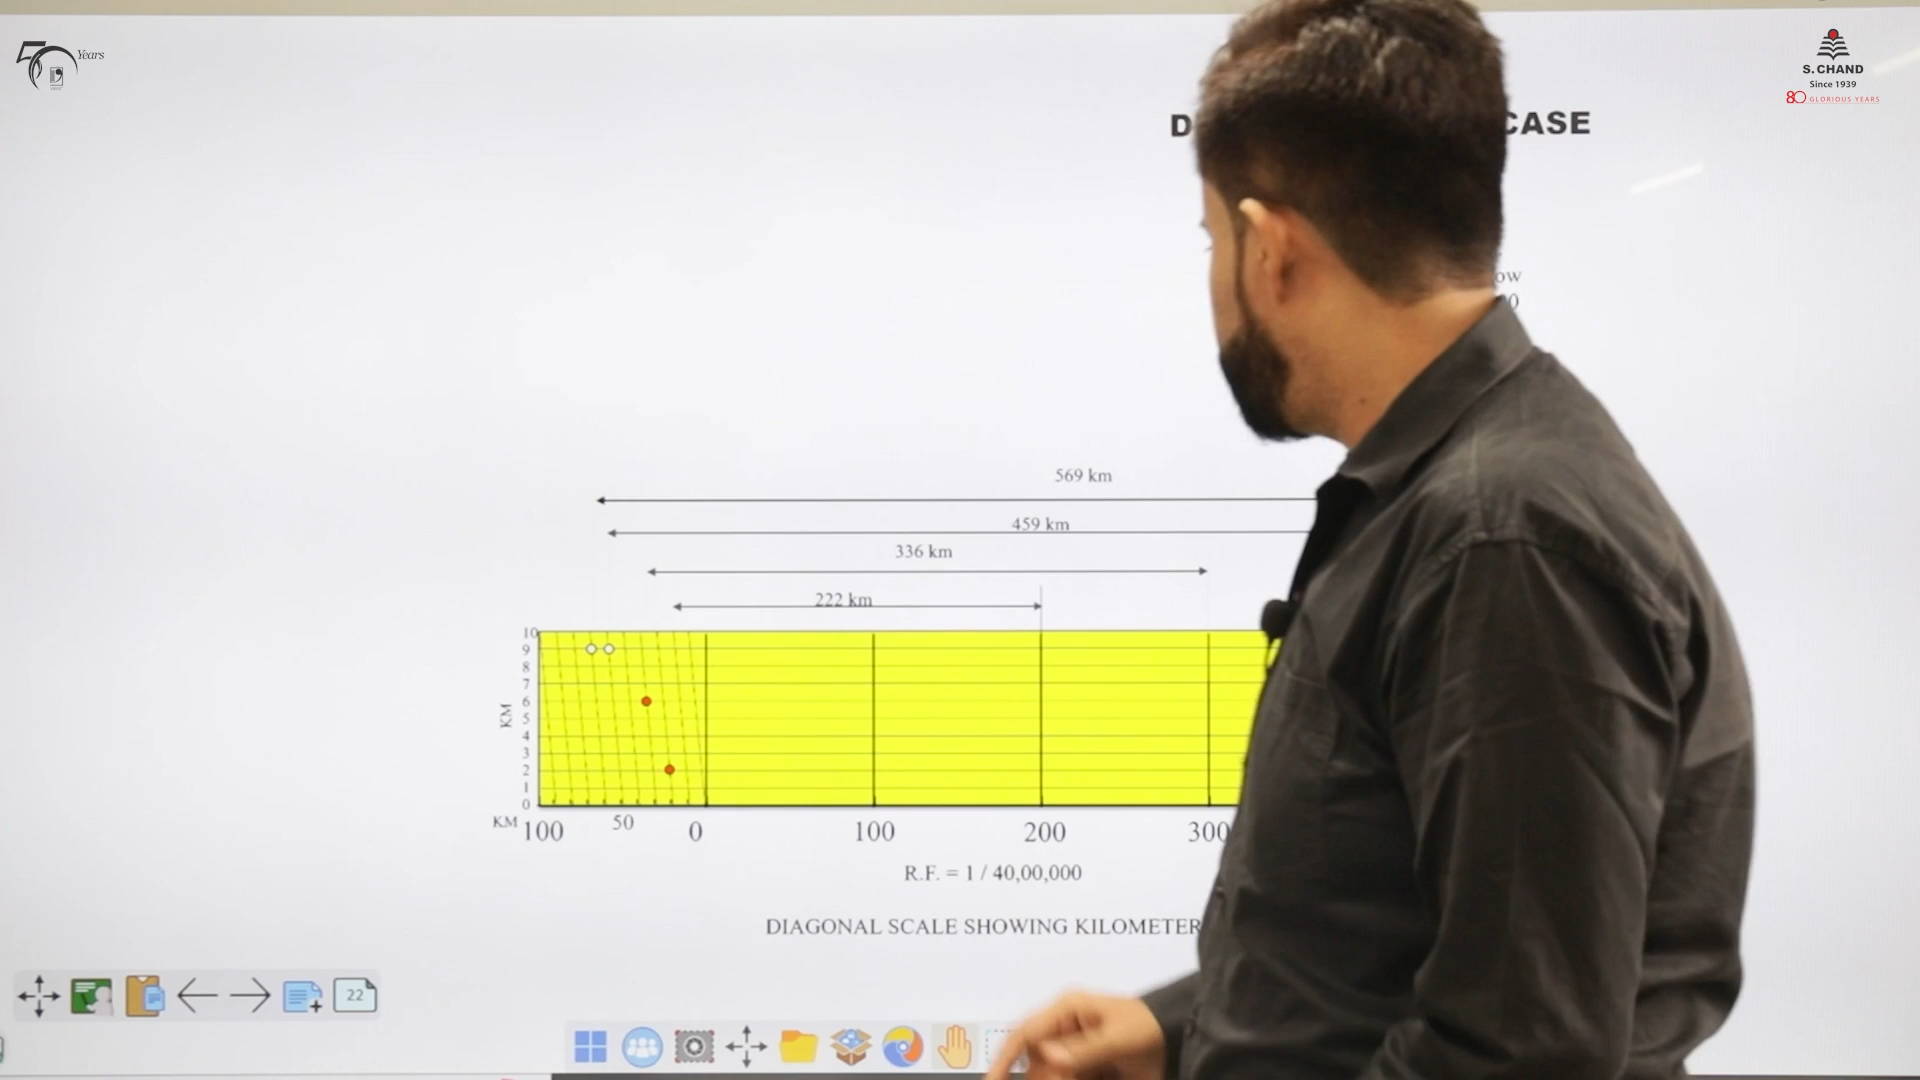 50 Years
S. CHAND
Since 1939
80 GLORIOUS YEARS
CASE
569 km
459 km
336 km
222 km
10
9
8
7
6
5
4
3
2
1
0
KM
KM 100 50 0 100 200 300
R.F. = 1 / 40,00,000
DIAGONAL SCALE SHOWING KILOMETER
22